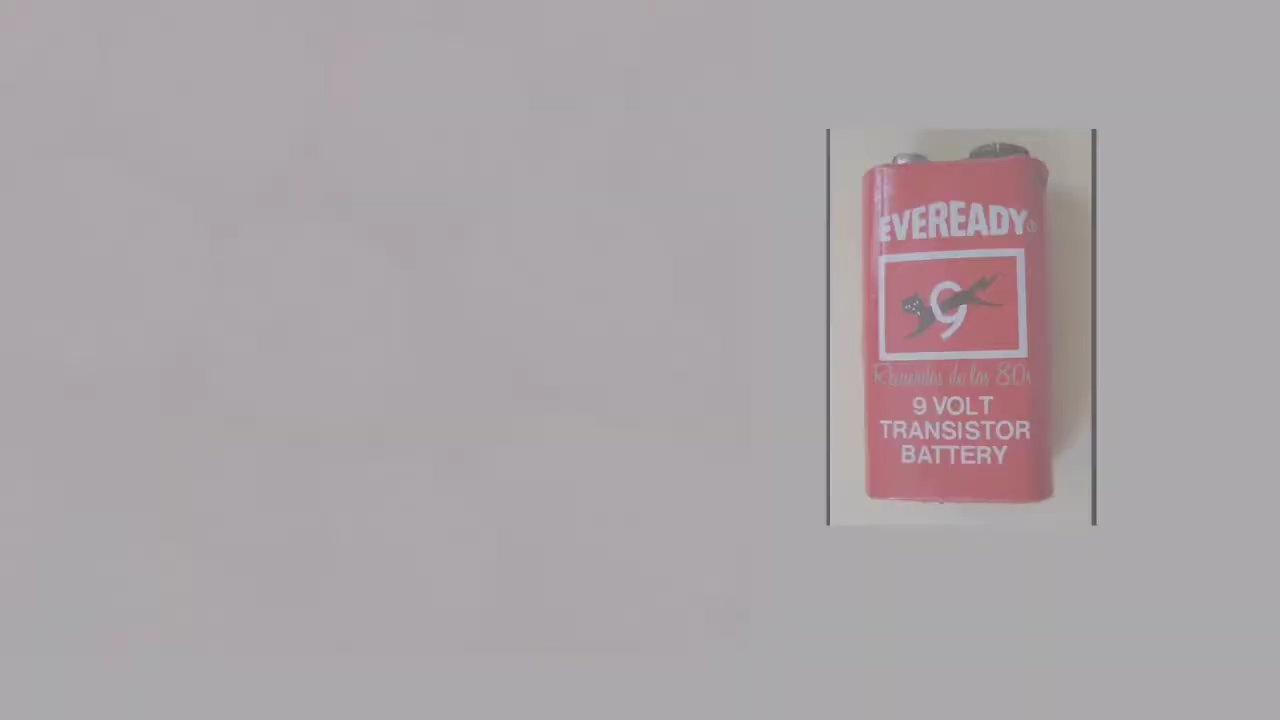 EVEREADY®
9
Recuerdos de los 80s
9 VOLT
TRANSISTOR
BATTERY